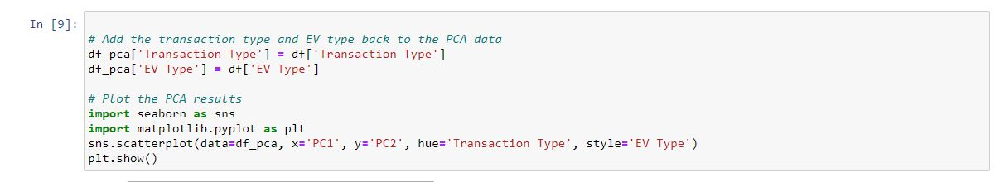 In [9]:
# Add the transaction type and EV type back to the PCA data
df_pca['Transaction Type'] = df['Transaction Type']
df_pca['EV Type'] = df['EV Type']
# Plot the PCA results
import seaborn as sns
import matplotlib.pyplot as plt
sns.scatterplot(data=df_pca, x='PC1', y='PC2', hue='Transaction Type', style='EV Type')
plt.show()